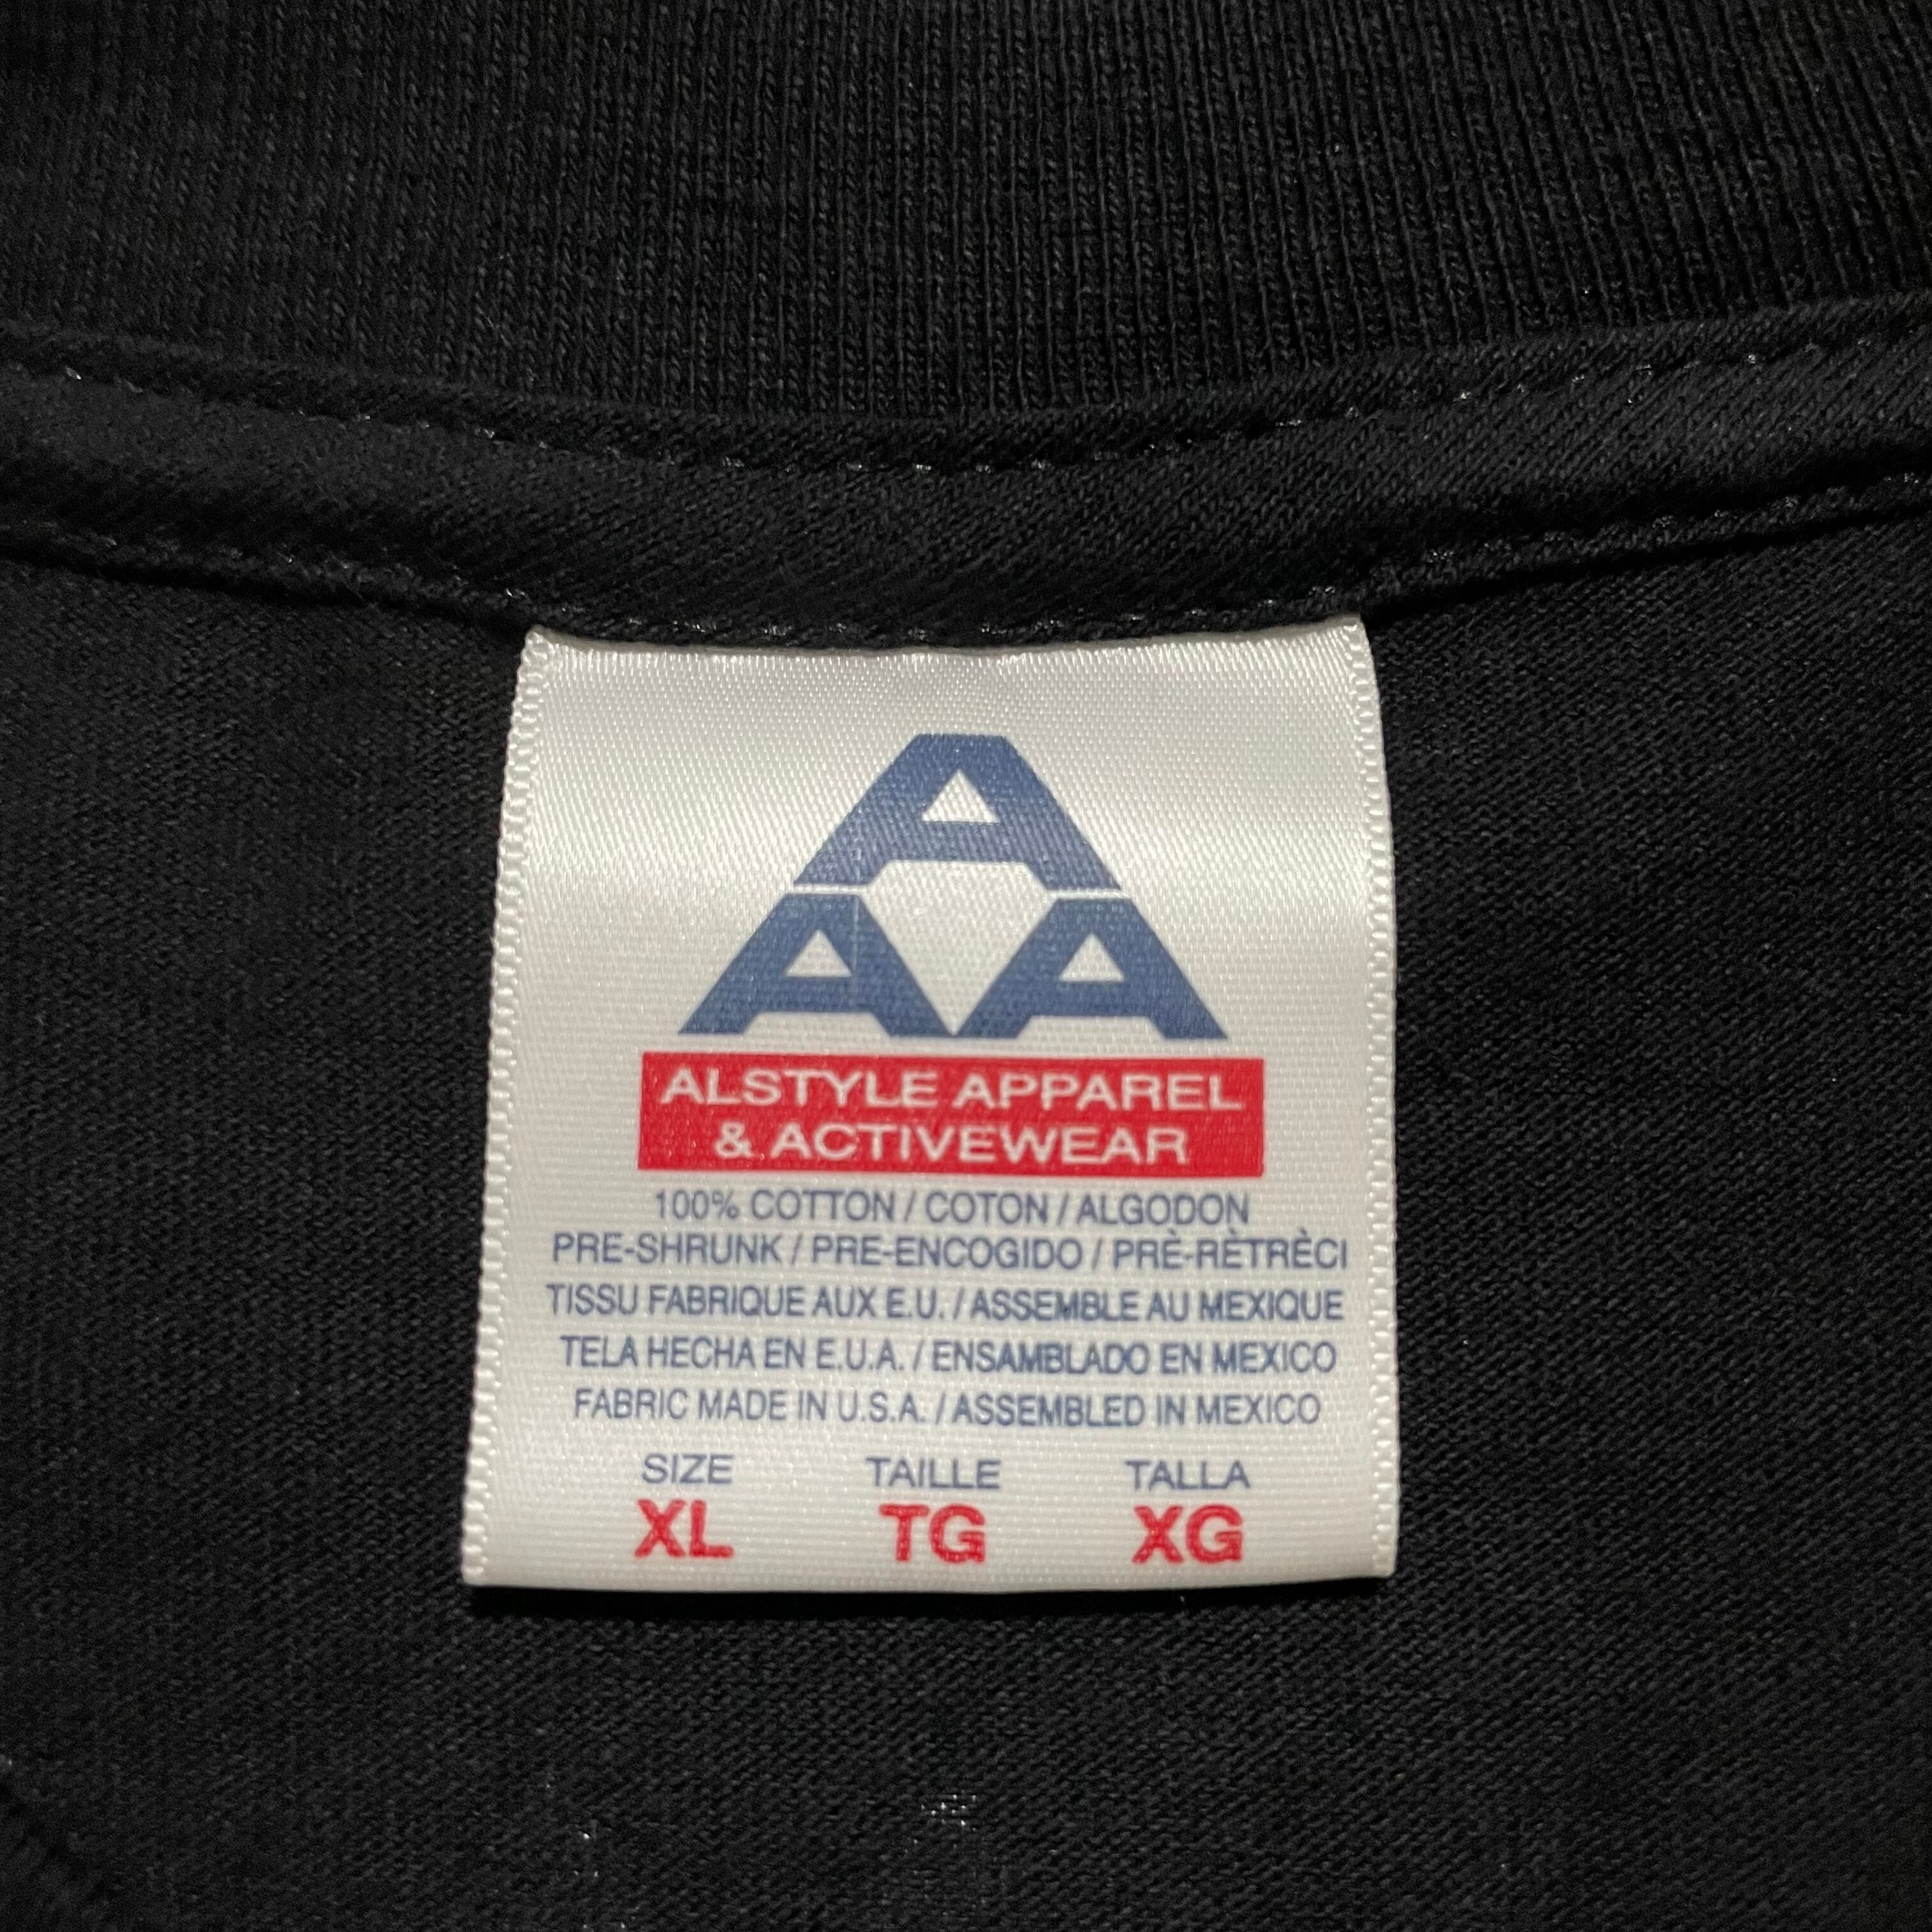 A
AA
ALSTYLE APPAREL
& ACTIVEWEAR
100% COTTON / COTON / ALGODON
PRE-SHRUNK / PRE-ENCOGIDO / PRÈ-RÈTRÈCI
TISSU FABRIQUE AUX E.U. / ASSEMBLE AU MEXIQUE
TELA HECHA EN E.U.A. / ENSAMBLADO EN MEXICO
FABRIC MADE IN U.S.A. / ASSEMBLED IN MEXICO
SIZE TAILLE TALLA
XL TG XG